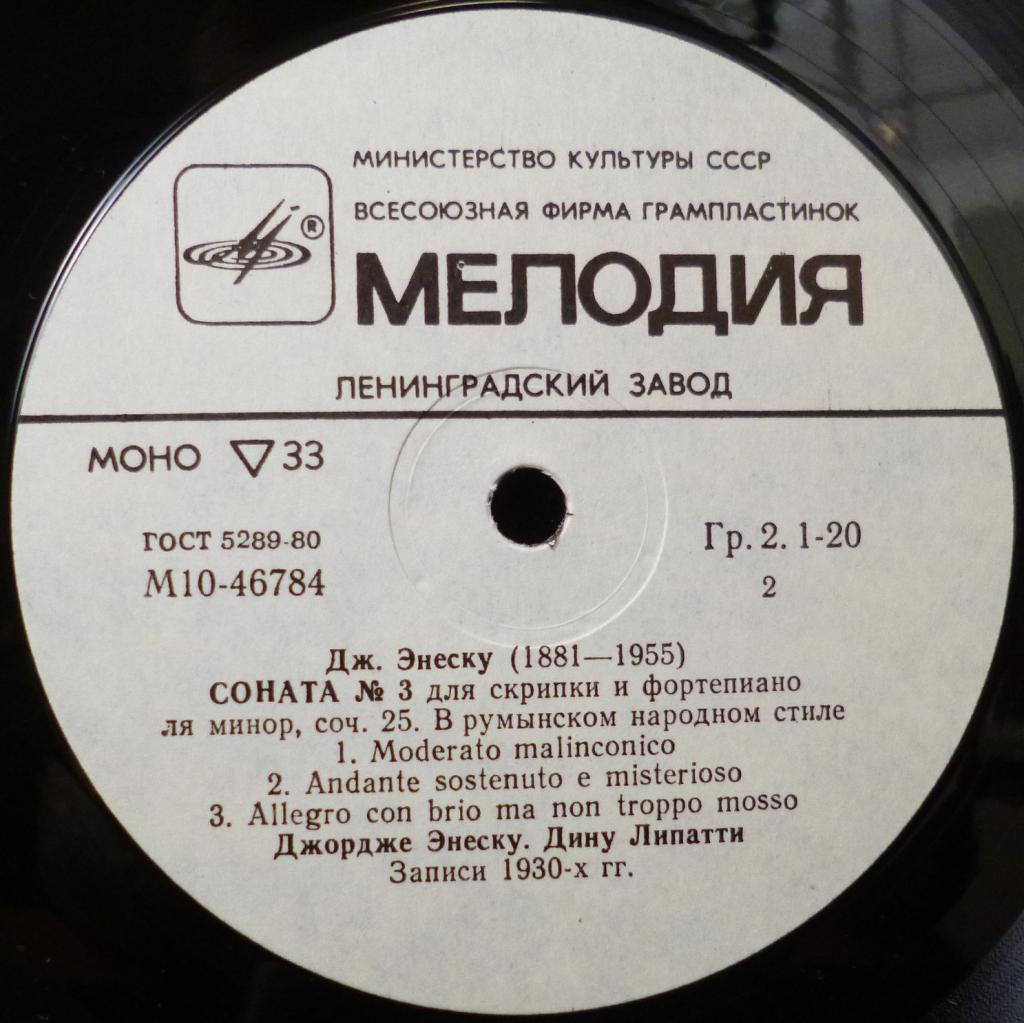 МИНИСТЕРСТВО КУЛЬТУРЫ СССР
ВСЕСОЮЗНАЯ ФИРМА ГРАМПЛАСТИНОК
®
МЕЛОДИЯ
ЛЕНИНГРАДСКИЙ ЗАВОД
МОНО ▽ 33
ГОСТ 5289-80
М10-46784
Гр. 2. 1-20
2
Дж. Энеску (1881—1955)
СОНАТА № 3 для скрипки и фортепиано
ля минор, соч. 25. В румынском народном стиле
1. Moderato malinconico
2. Andante sostenuto e misterioso
3. Allegro con brio ma non troppo mosso
Джордже Энеску. Дину Липатти
Записи 1930-х гг.